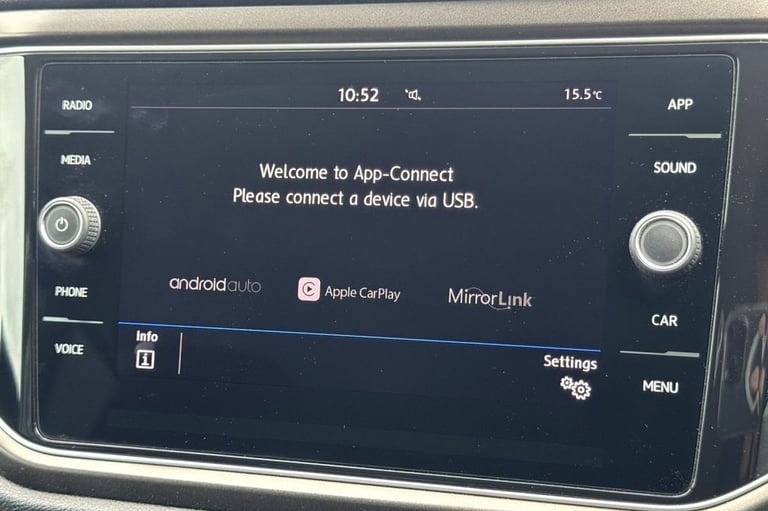 RADIO
MEDIA
PHONE
VOICE
10:52
15.5°C
Welcome to App-Connect
Please connect a device via USB.
androidauto
Apple CarPlay
MirrorLink
Info
Settings
APP
SOUND
CAR
MENU